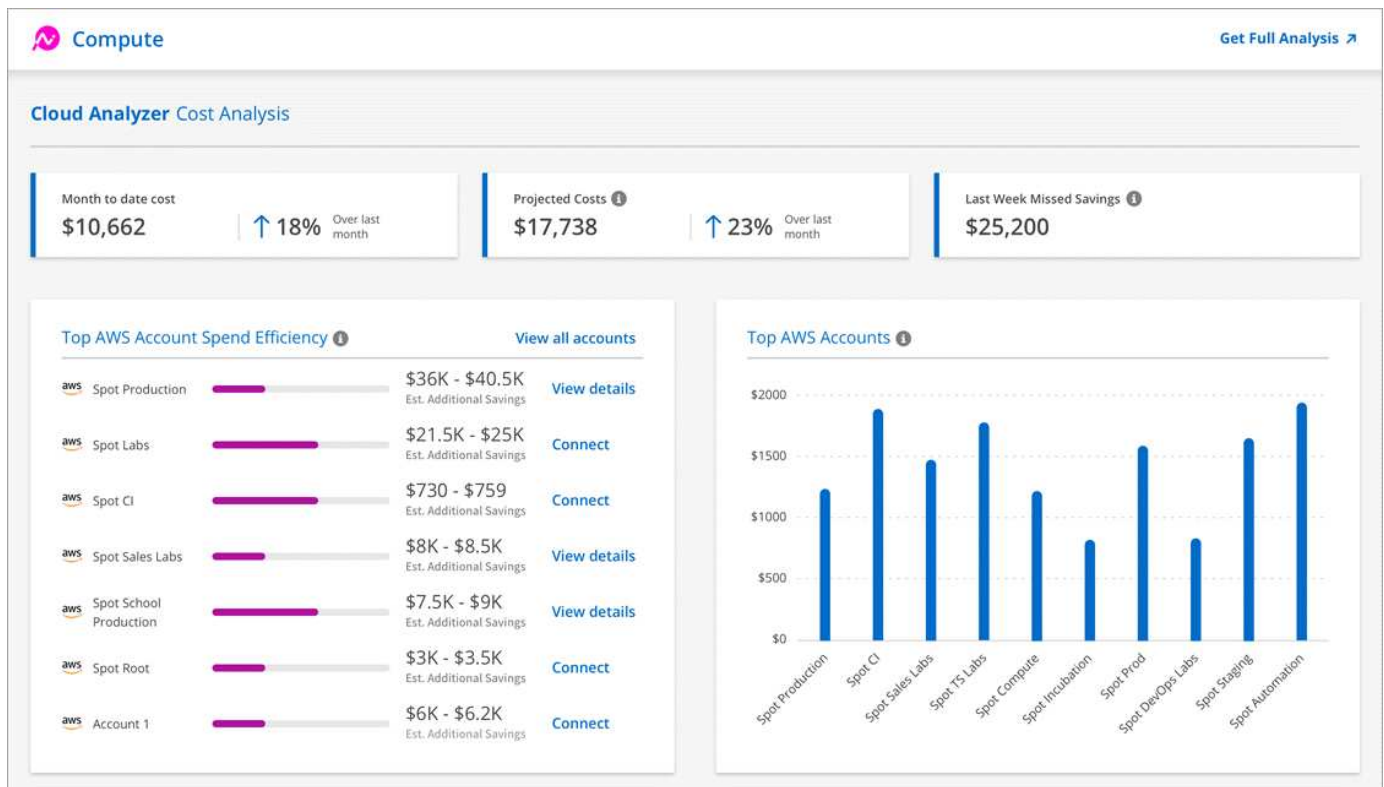 Compute
Get Full Analysis ↗
Cloud Analyzer Cost Analysis
Month to date cost
$10,662
↑ 18%
Over last
month
Projected Costs
$17,738
↑ 23%
Over last
month
Last Week Missed Savings
$25,200
Top AWS Account Spend Efficiency
View all accounts
aws Spot Production
$36K - $40.5K
Est. Additional Savings
View details
aws Spot Labs
$21.5K - $25K
Est. Additional Savings
Connect
aws Spot CI
$730 - $759
Est. Additional Savings
Connect
aws Spot Sales Labs
$8K - $8.5K
Est. Additional Savings
View details
aws Spot School
Production
$7.5K - $9K
Est. Additional Savings
View details
aws Spot Root
$3K - $3.5K
Est. Additional Savings
Connect
aws Account 1
$6K - $6.2K
Est. Additional Savings
Connect
Top AWS Accounts
$2000
$1500
$1000
$500
$0
Spot Production
Spot CI
Spot Sales Labs
Spot TS Labs
Spot Compute
Spot Incubation
Spot Prod
Spot DevOps Labs
Spot Staging
Spot Automation